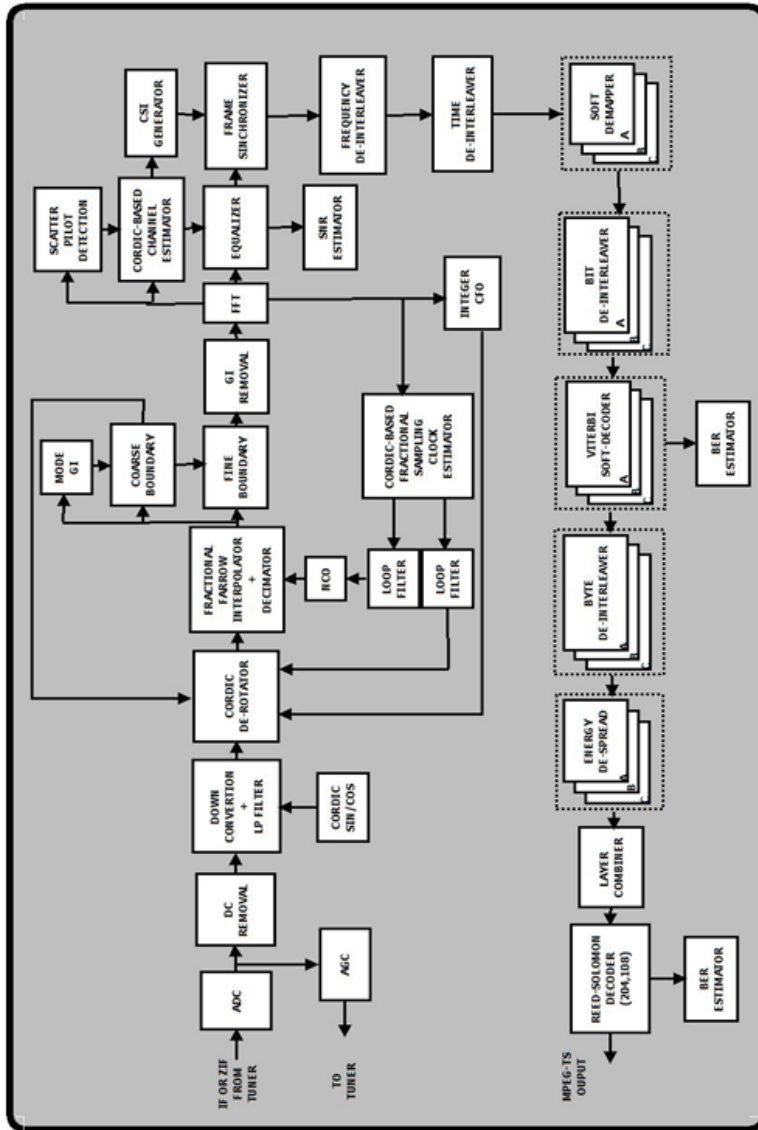 IF OR ZIF
FROM
TUNER
ADC
TO
TUNER
AGC
DC
REMOVAL
DOWN
CONVERTION
+
LP FILTER
CORDIC
SIN/COS
CORDIC
DE-ROTATOR
FRACTIONAL
FARROW
INTERPOLATOR
+
DECIMATOR
NCO
LOOP
FILTER
LOOP
FILTER
CORDIC-BASED
FRACTIONAL
SAMPLING
CLOCK
ESTIMATOR
MODE
GI
COARSE
BOUNDARY
FINE
BOUNDARY
GI
REMOVAL
FFT
INTEGER
CFO
SCATTER
PILOT
DETECTION
CORDIC-BASED
CHANNEL
ESTIMATOR
EQUALIZER
SNR
ESTIMATOR
CSI
GENERATOR
FRAME
SINCHRONIZER
FREQUENCY
DE-INTERLEAVER
TIME
DE-INTERLEAVER
SOFT
DEMAPPER
A
B
C
BIT
DE-INTERLEAVER
A
B
C
VITERBI
SOFT-DECODER
A
B
C
BER
ESTIMATOR
BYTE
DE-INTERLEAVER
A
B
C
ENERGY
DE-SPREAD
A
B
C
LAYER
COMBINER
REED-SOLOMON
DECODER
(204,108)
BER
ESTIMATOR
MPEG-TS
OUPUT